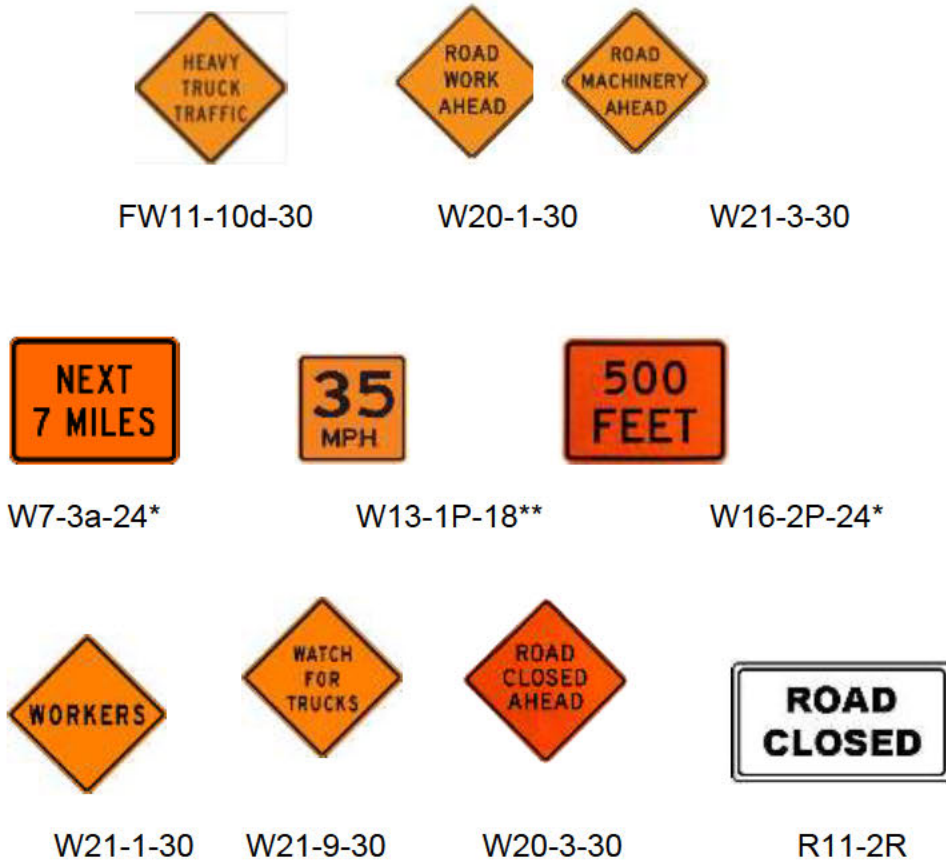 HEAVY
TRUCK
TRAFFIC
ROAD
WORK
AHEAD
ROAD
MACHINERY
AHEAD
FW11-10d-30
W20-1-30
W21-3-30
NEXT
7 MILES
35
MPH
500
FEET
W7-3a-24*
W13-1P-18**
W16-2P-24*
WORKERS
WATCH
FOR
TRUCKS
ROAD
CLOSED
AHEAD
ROAD
CLOSED
W21-1-30
W21-9-30
W20-3-30
R11-2R